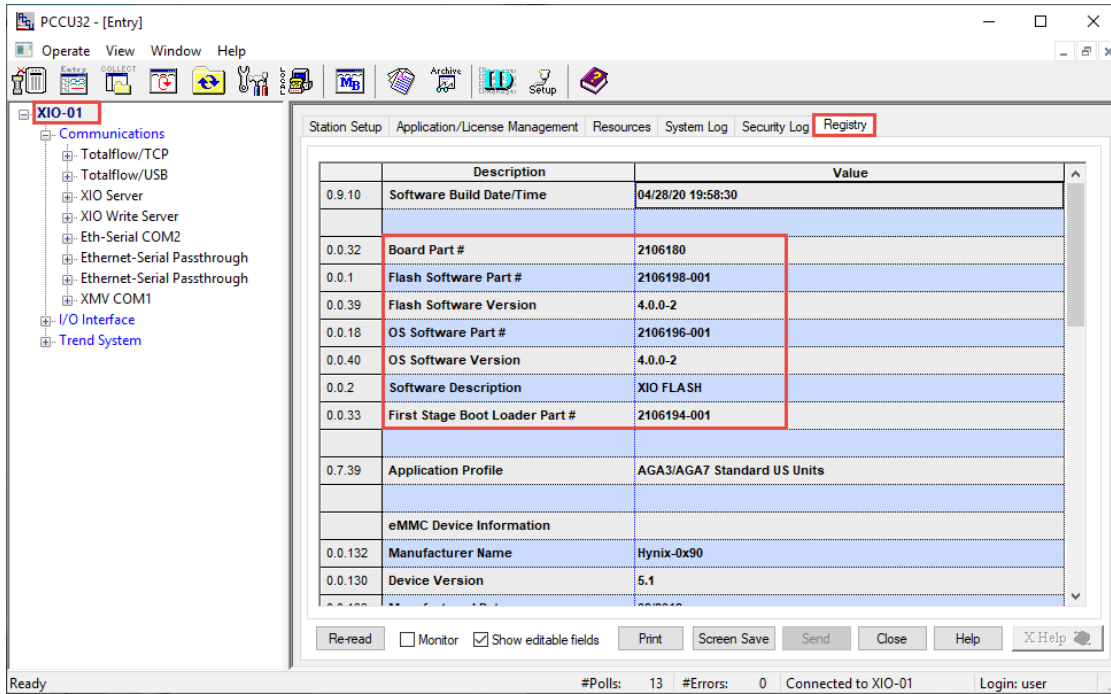 PCCU32 - [Entry]
Operate View Window Help
Entry COLLECT MB Archive ID Manager Setup
XIO-01
Communications
Totalflow/TCP
Totalflow/USB
XIO Server
XIO Write Server
Eth-Serial COM2
Ethernet-Serial Passthrough
Ethernet-Serial Passthrough
XMV COM1
I/O Interface
Trend System
Station Setup Application/License Management Resources System Log Security Log Registry
Description Value
0.9.10 Software Build Date/Time 04/28/20 19:58:30
0.0.32 Board Part # 2106180
0.0.1 Flash Software Part # 2106198-001
0.0.39 Flash Software Version 4.0.0-2
0.0.18 OS Software Part # 2106196-001
0.0.40 OS Software Version 4.0.0-2
0.0.2 Software Description XIO FLASH
0.0.33 First Stage Boot Loader Part # 2106194-001
0.7.39 Application Profile AGA3/AGA7 Standard US Units
eMMC Device Information
0.0.132 Manufacturer Name Hynix-0x90
0.0.130 Device Version 5.1
Re-read Monitor Show editable fields Print Screen Save Send Close Help X Help
Ready #Polls: 13 #Errors: 0 Connected to XIO-01 Login: user